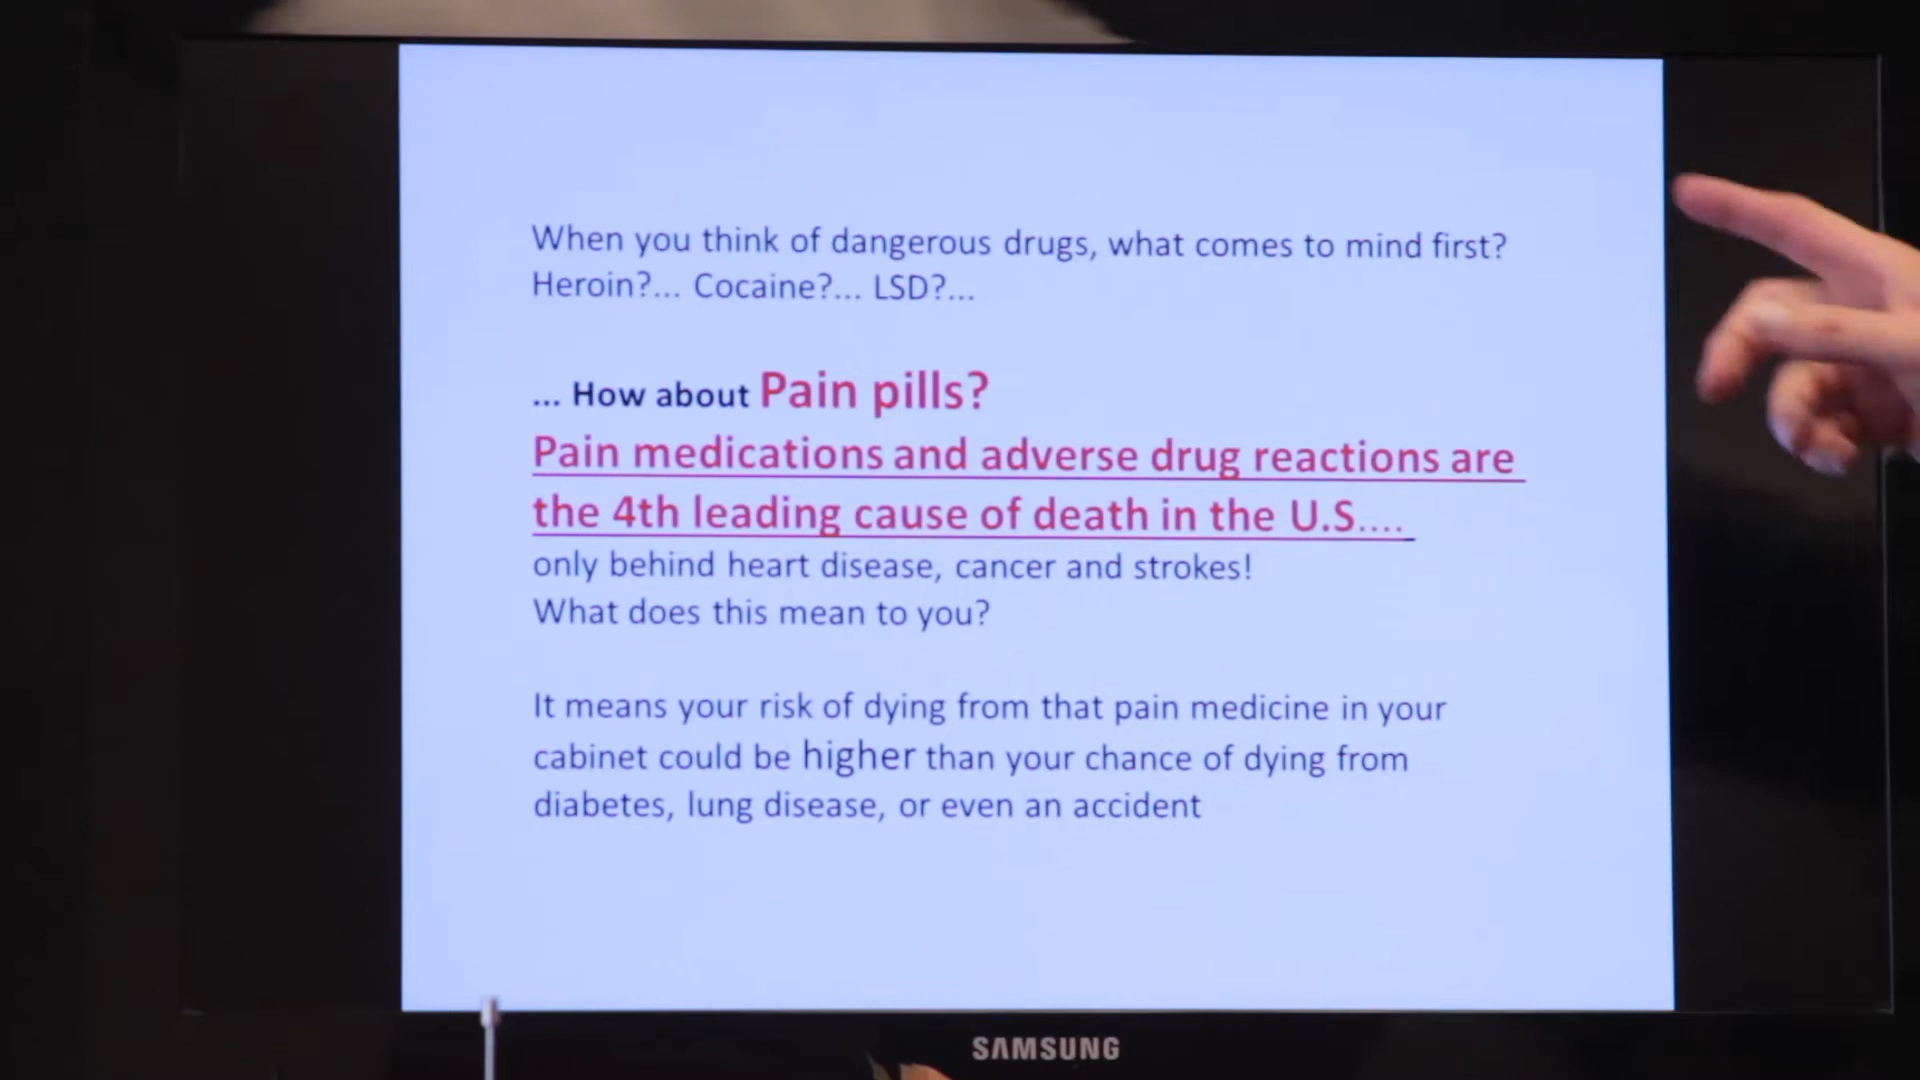 When you think of dangerous drugs, what comes to mind first?
Heroin?... Cocaine?... LSD?...
... How about Pain pills?
Pain medications and adverse drug reactions are
the 4th leading cause of death in the U.S....
only behind heart disease, cancer and strokes!
What does this mean to you?
It means your risk of dying from that pain medicine in your
cabinet could be higher than your chance of dying from
diabetes, lung disease, or even an accident
SAMSUNG